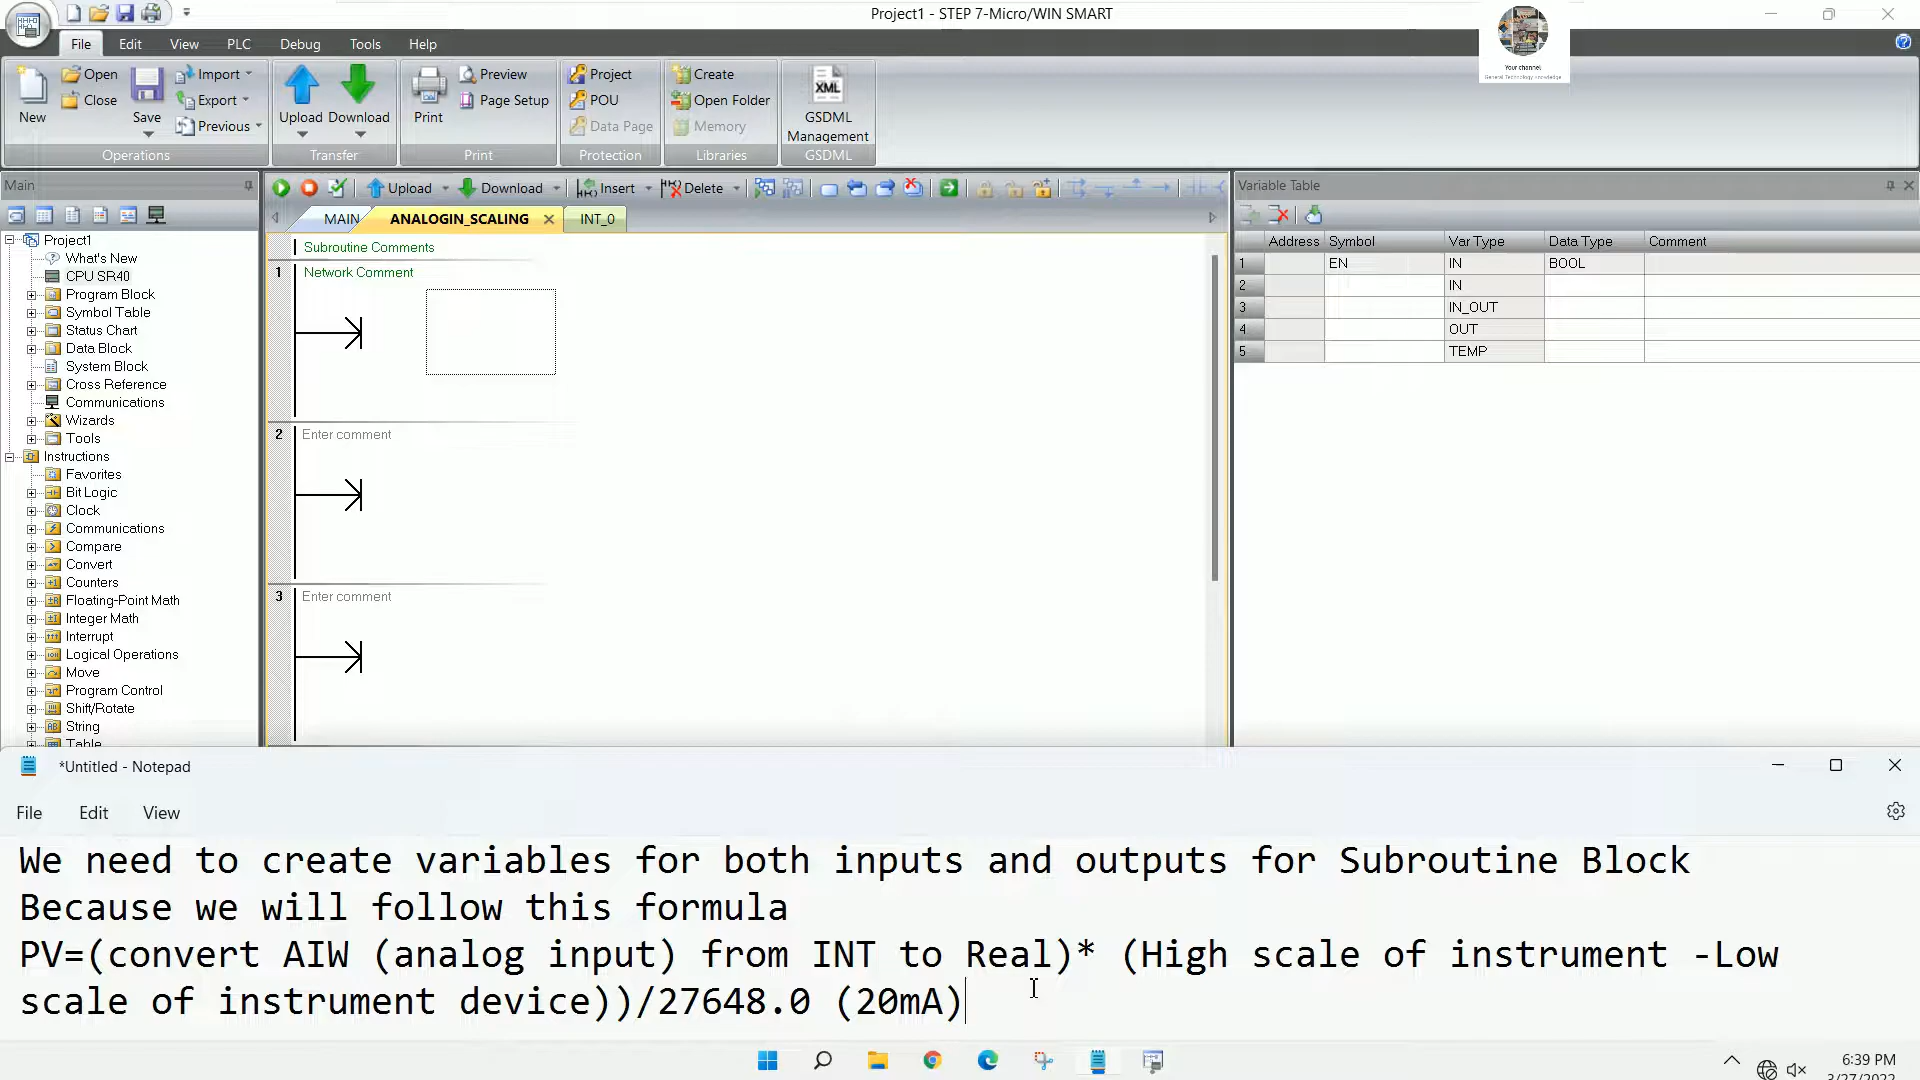 Project1 - STEP 7-Micro/WIN SMART
Your channel
General Technology knowledge
File Edit View PLC Debug Tools Help
New
Open
Close
Save
Import
Export
Previous
Operations
Upload Download
Transfer
Print
Preview
Page Setup
Print
Project
POU
Data Page
Protection
Create
Open Folder
Memory
Libraries
XML
GSDML
Management
GSDML
Main
Project1
What's New
CPU SR40
Program Block
Symbol Table
Status Chart
Data Block
System Block
Cross Reference
Communications
Wizards
Tools
Instructions
Favorites
Bit Logic
Clock
Communications
Compare
Convert
Counters
Floating-Point Math
Integer Math
Interrupt
Logical Operations
Move
Program Control
Shift/Rotate
String
Table
Upload Download Insert Delete
MAIN ANALOGIN_SCALING INT_0
Subroutine Comments
1 Network Comment
2 Enter comment
3 Enter comment
Variable Table
Address Symbol Var Type Data Type Comment
1 EN IN BOOL
2 IN
3 IN_OUT
4 OUT
5 TEMP
*Untitled - Notepad
File Edit View
We need to create variables for both inputs and outputs for Subroutine Block
Because we will follow this formula
PV=(convert AIW (analog input) from INT to Real)* (High scale of instrument -Low
scale of instrument device))/27648.0 (20mA)
6:39 PM
3/27/2022